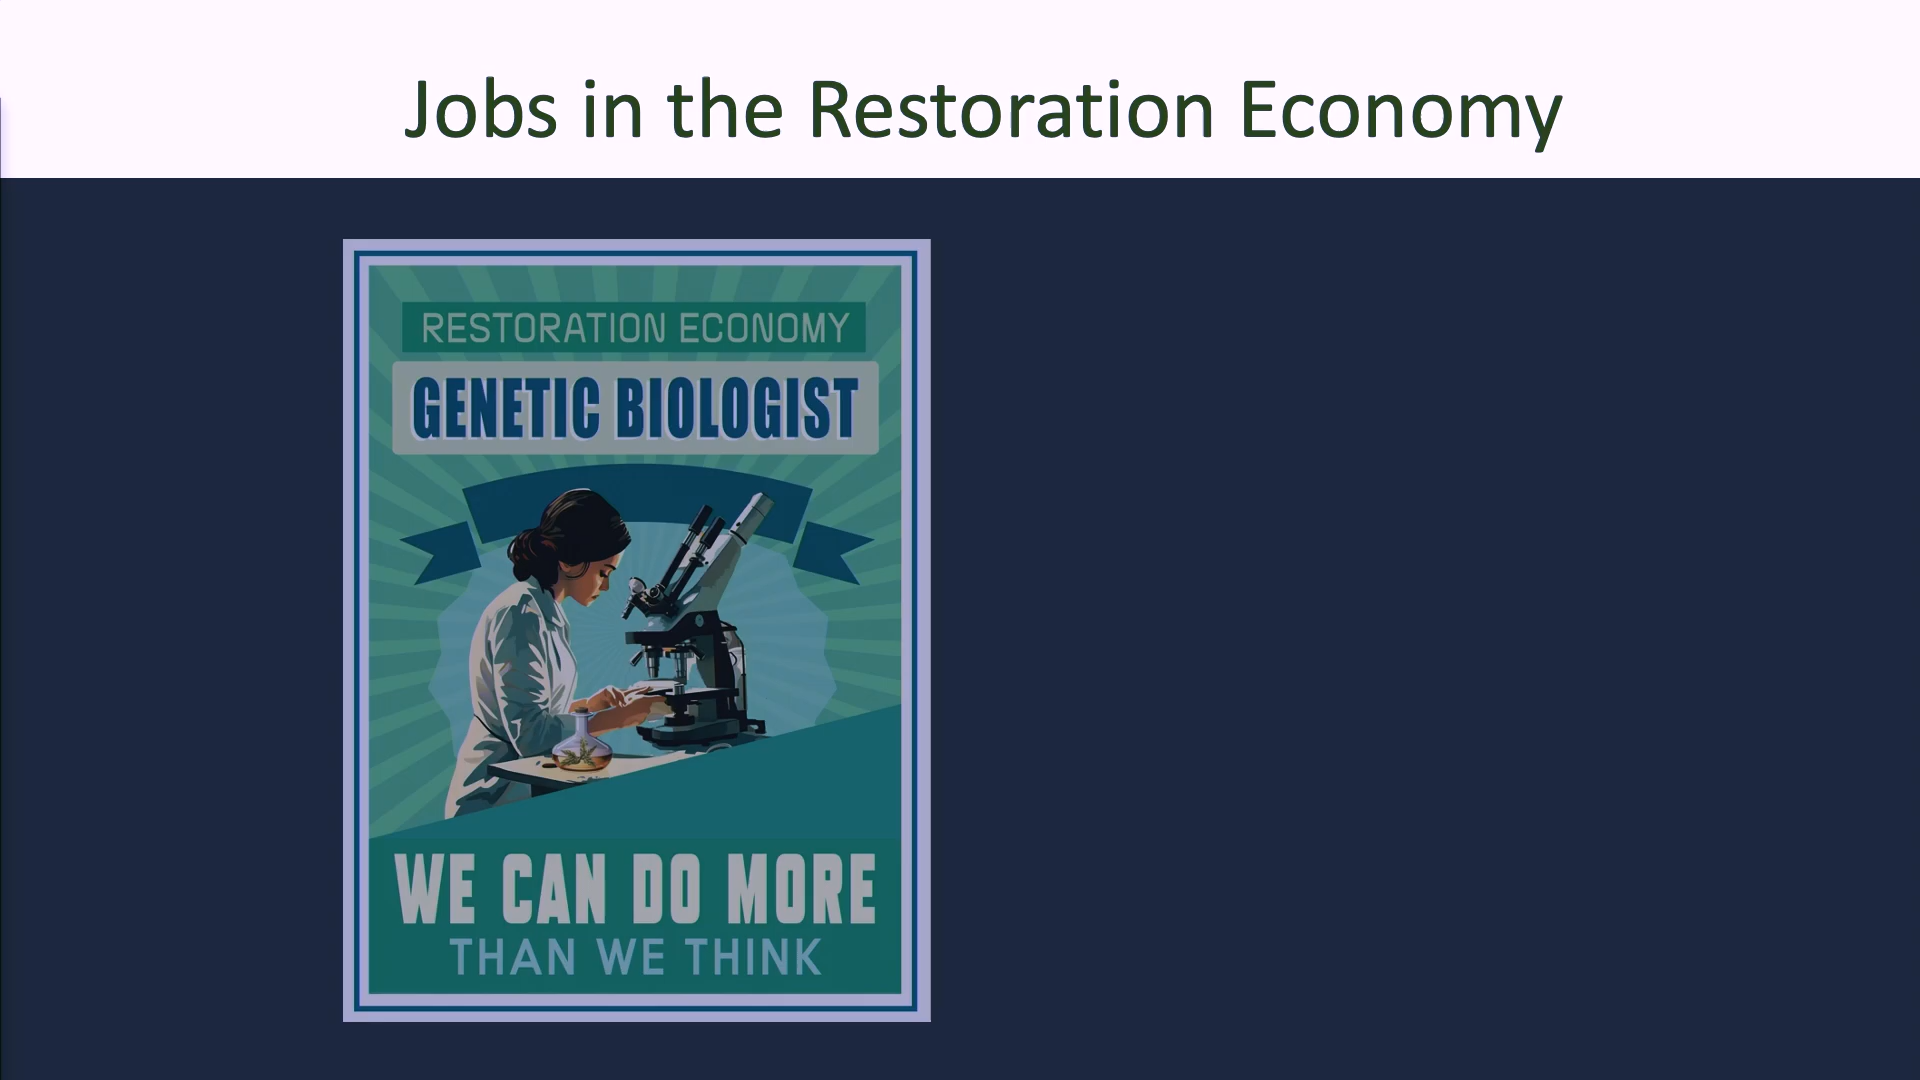 Jobs in the Restoration Economy
RESTORATION ECONOMY
GENETIC BIOLOGIST
WE CAN DO MORE
THAN WE THINK